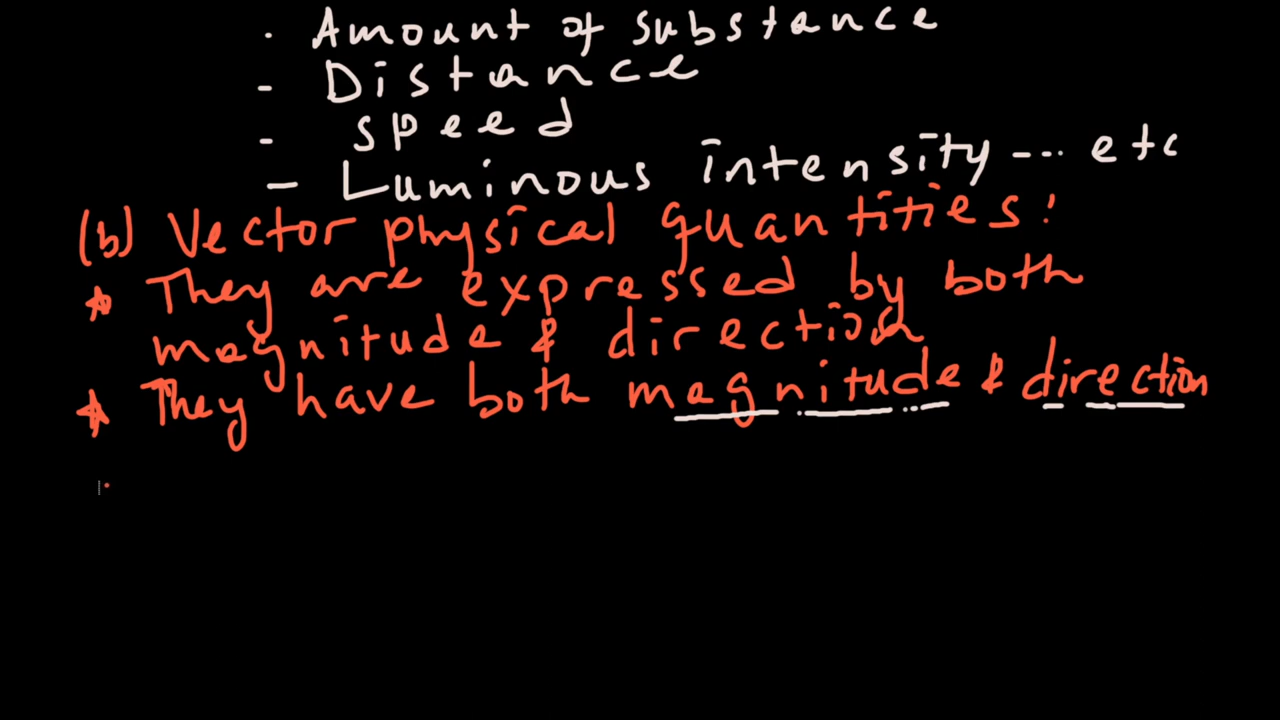 · Amount of substance
- Distance
- speed
- Luminous intensity --- etc
(b) Vector physical quantities:
* They are expressed by both
magnitude & direction
* They have both magnitude & direction